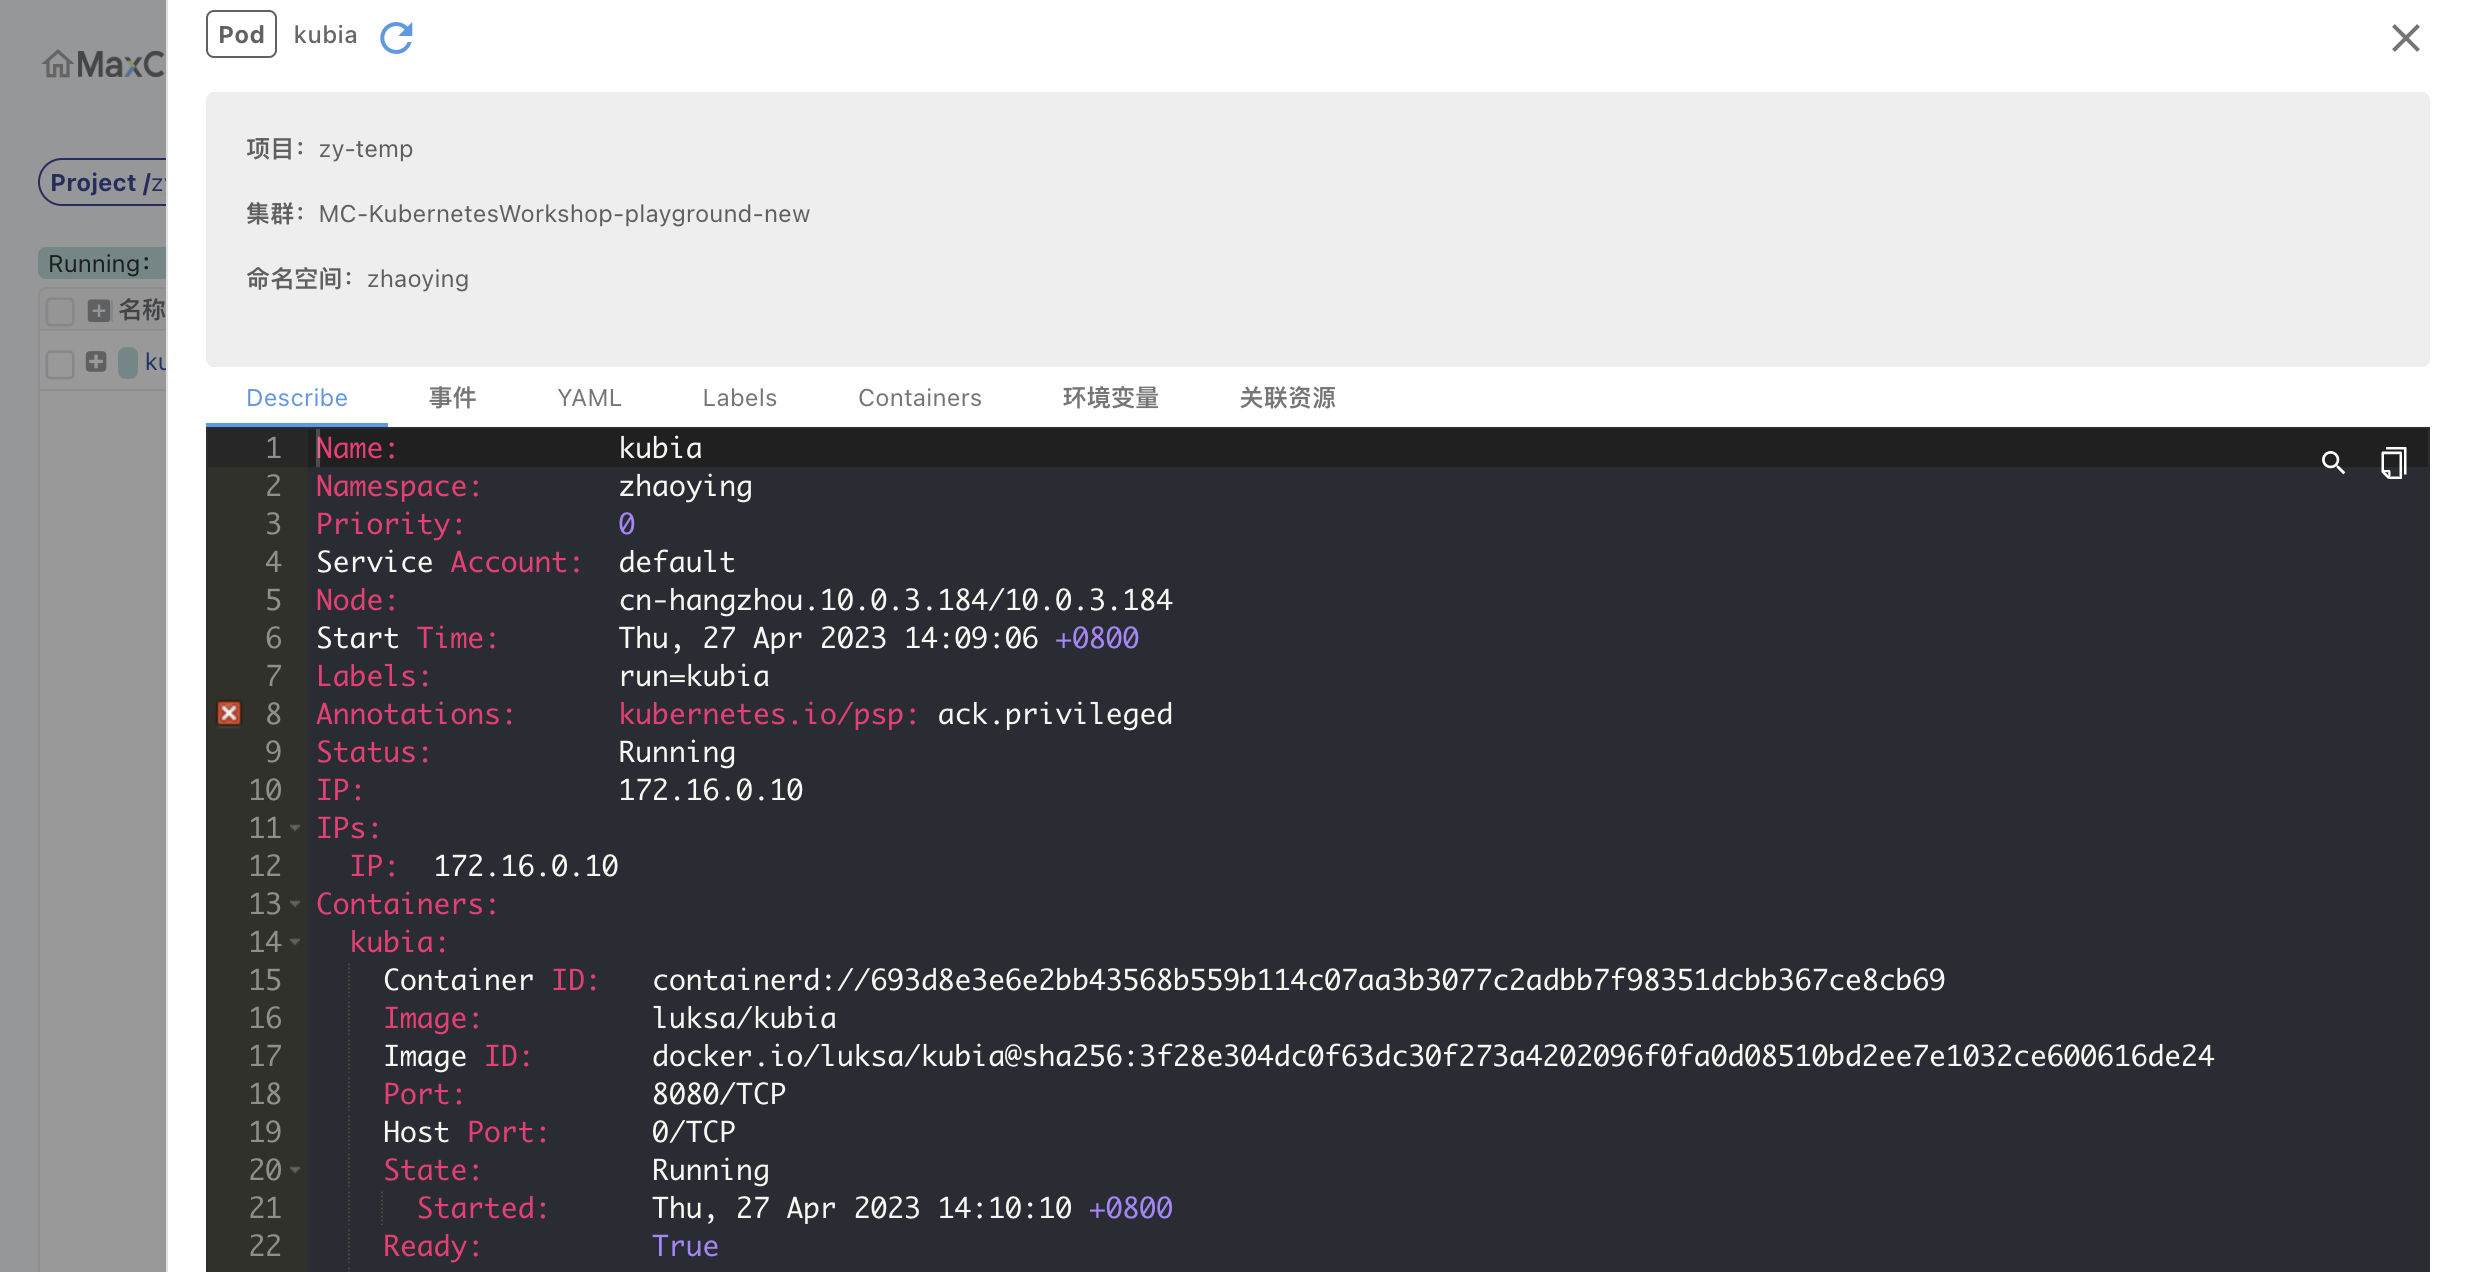 Pod kubia
MaxC
项目：zy-temp
Project /z
集群：MC-KubernetesWorkshop-playground-new
Running:
命名空间：zhaoying
名称
ku
Describe 事件 YAML Labels Containers 环境变量 关联资源
1 Name: kubia
2 Namespace: zhaoying
3 Priority: 0
4 Service Account: default
5 Node: cn-hangzhou.10.0.3.184/10.0.3.184
6 Start Time: Thu, 27 Apr 2023 14:09:06 +0800
7 Labels: run=kubia
8 Annotations: kubernetes.io/psp: ack.privileged
9 Status: Running
10 IP: 172.16.0.10
11 IPs:
12 IP: 172.16.0.10
13 Containers:
14 kubia:
15 Container ID: containerd://693d8e3e6e2bb43568b559b114c07aa3b3077c2adbb7f98351dcbb367ce8cb69
16 Image: luksa/kubia
17 Image ID: docker.io/luksa/kubia@sha256:3f28e304dc0f63dc30f273a4202096f0fa0d08510bd2ee7e1032ce600616de24
18 Port: 8080/TCP
19 Host Port: 0/TCP
20 State: Running
21 Started: Thu, 27 Apr 2023 14:10:10 +0800
22 Ready: True